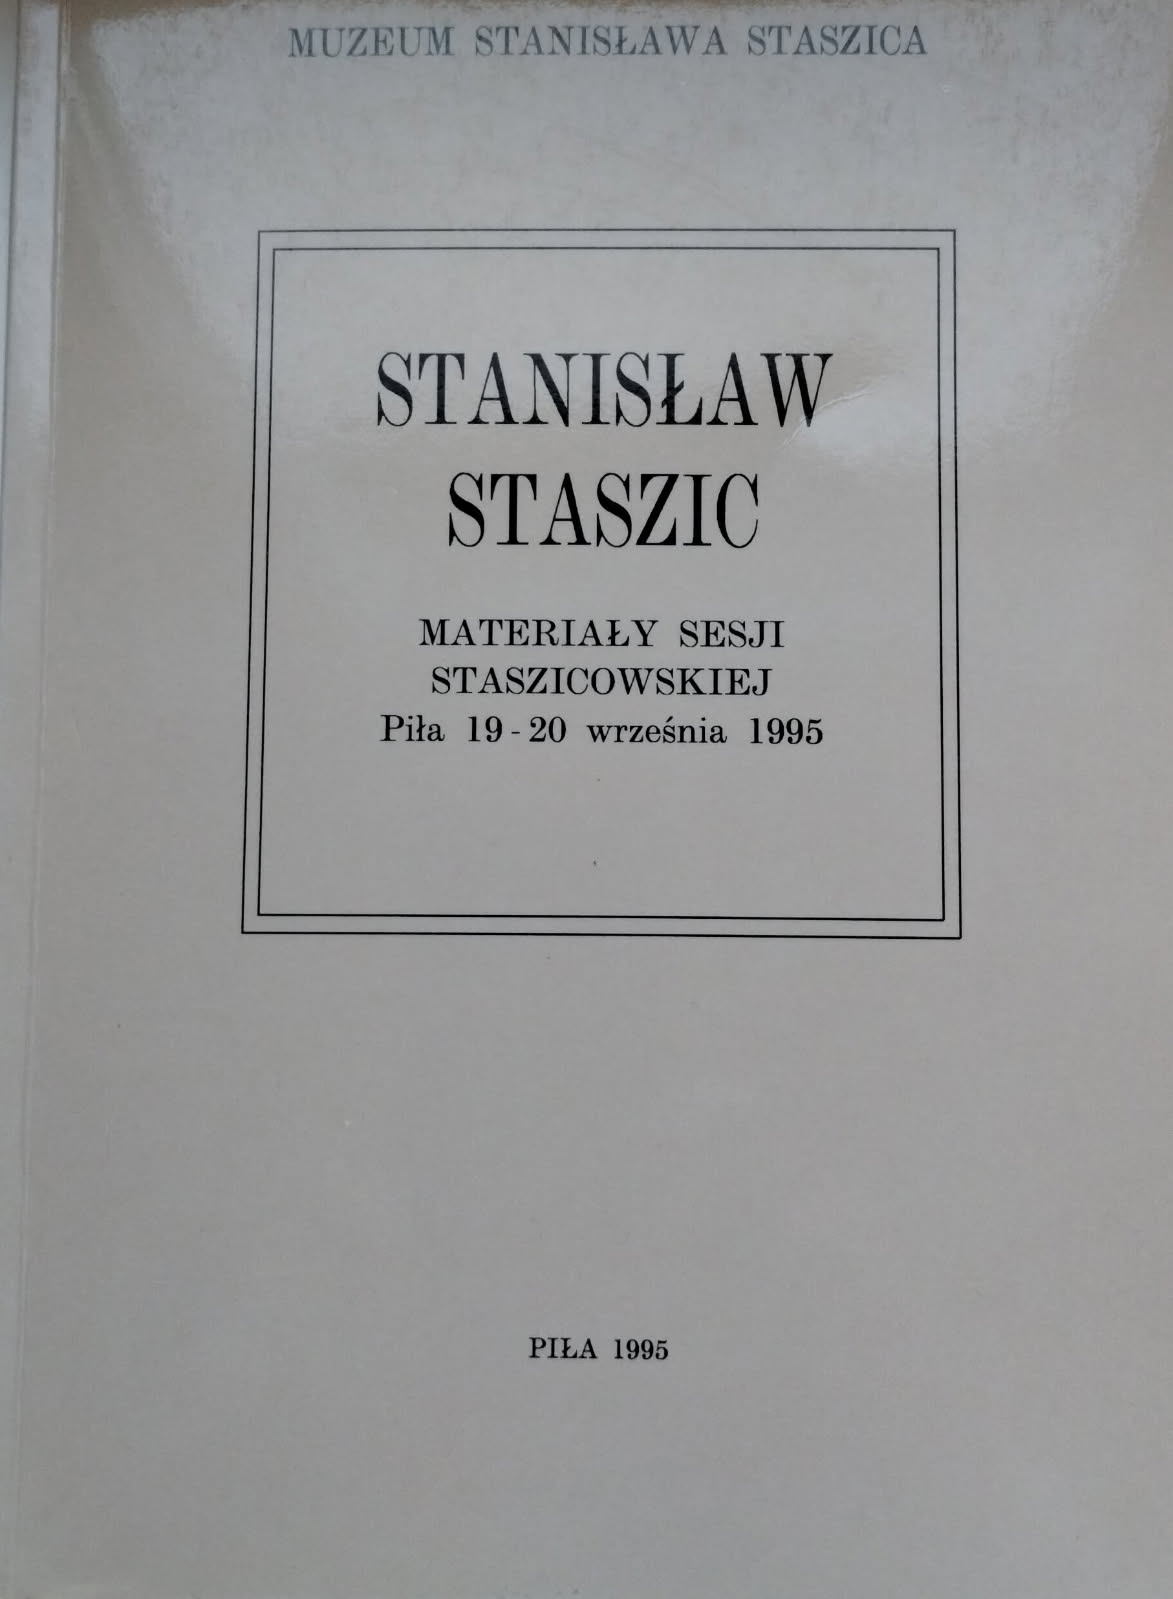 MUZEUM STANISŁAWA STASZICA
STANISŁAW
STASZIC
MATERIAŁY SESJI
STASZICOWSKIEJ
Piła 19 - 20 września 1995
PIŁA 1995